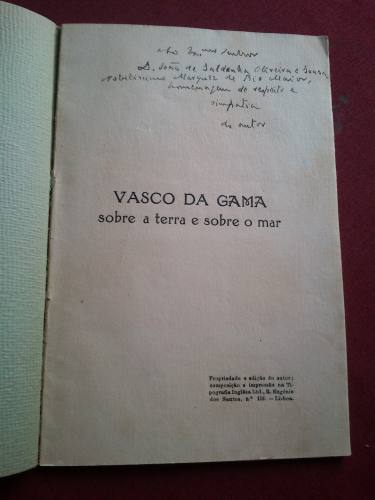 Ao Exmo Senhor
D. João de Saldanha Oliveira e Sousa,
Nobilíssimo Marquez de Rio Maior,
homenagem de respeito e
simpatia
do autor
VASCO DA GAMA
sobre a terra e sobre o mar
Propriedade e edição do autor;
composição e impressão na Ti-
pografia Inglêsa Ltd., R. Eugénio
dos Santos, n.º 118. — Lisboa.